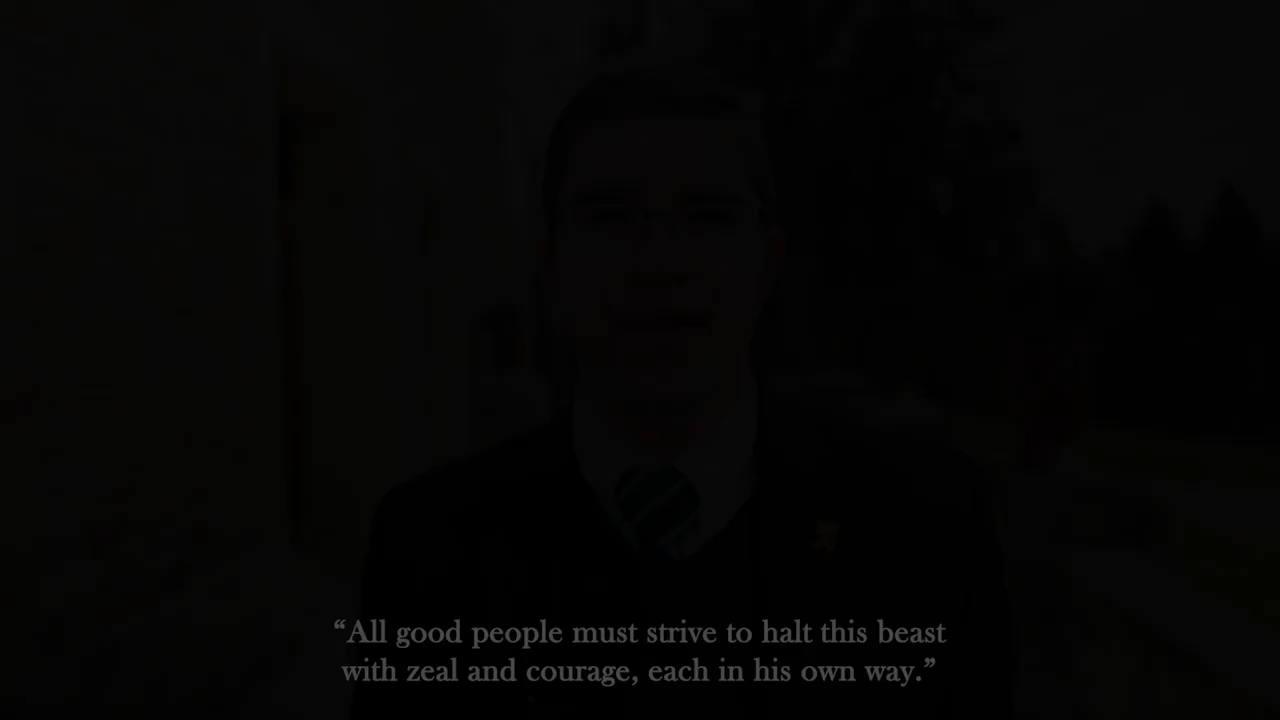 “All good people must strive to halt this beast
with zeal and courage, each in his own way.”